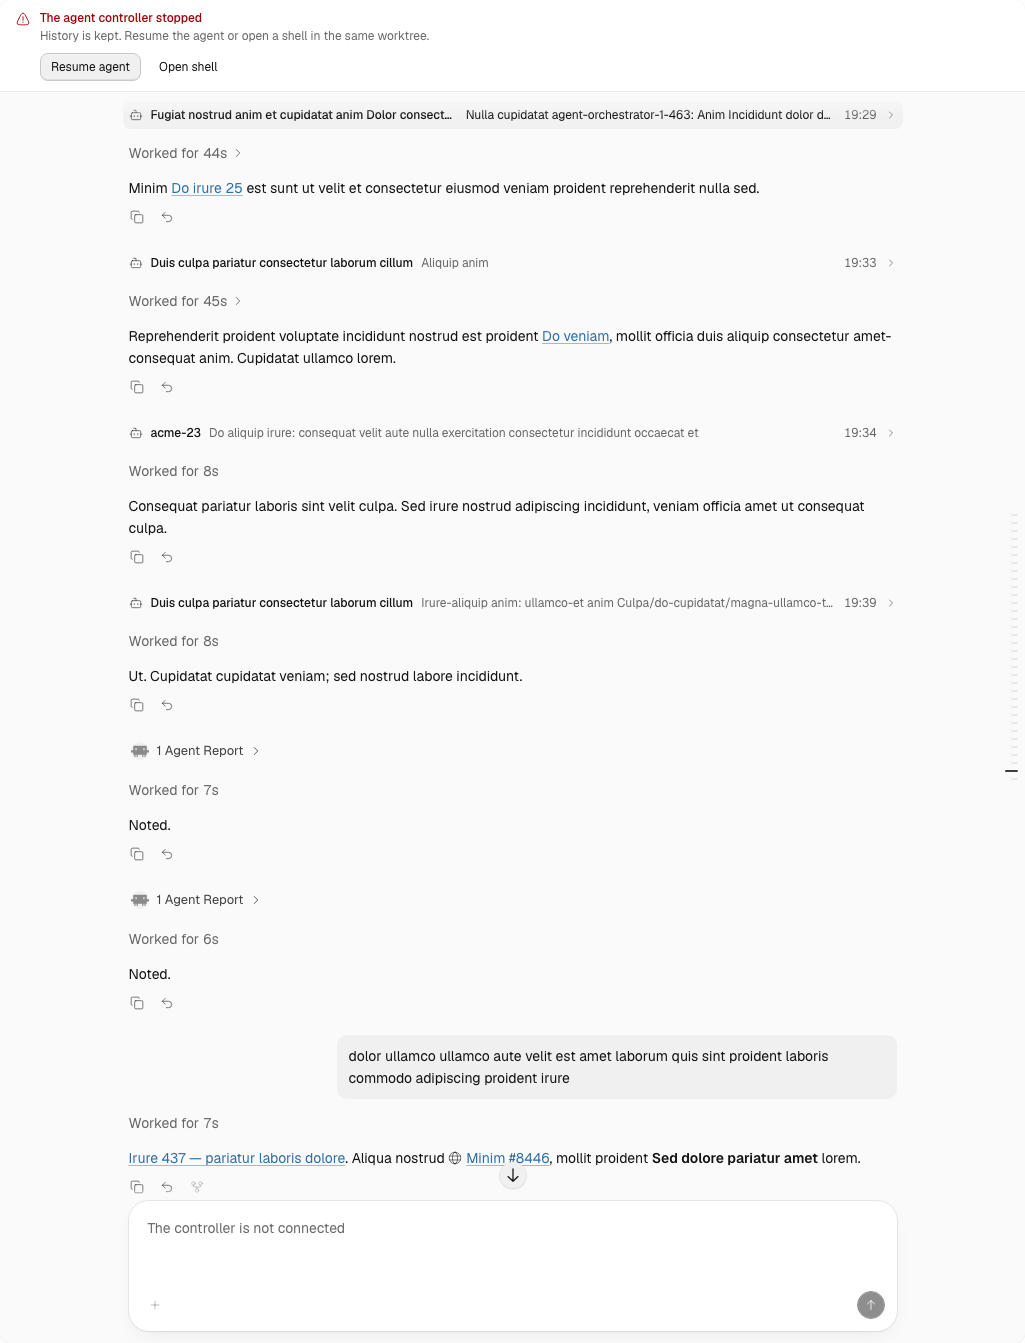 The agent controller stopped
History is kept. Resume the agent or open a shell in the same worktree.
Resume agent
Open shell
Fugiat nostrud anim et cupidatat anim Dolor consect... Nulla cupidatat agent-orchestrator-1-463: Anim Incididunt dolor d... 19:29
Worked for 44s
Minim Do irure 25 est sunt ut velit et consectetur eiusmod veniam proident reprehenderit nulla sed.
Duis culpa pariatur consectetur laborum cillum Aliquip anim 19:33
Worked for 45s
Reprehenderit proident voluptate incididunt nostrud est proident Do veniam, mollit officia duis aliquip consectetur amet-
consequat anim. Cupidatat ullamco lorem.
acme-23 Do aliquip irure: consequat velit aute nulla exercitation consectetur incididunt occaecat et 19:34
Worked for 8s
Consequat pariatur laboris sint velit culpa. Sed irure nostrud adipiscing incididunt, veniam officia amet ut consequat
culpa.
Duis culpa pariatur consectetur laborum cillum Irure-aliquip anim: ullamco-et anim Culpa/do-cupidatat/magna-ullamco-t... 19:39
Worked for 8s
Ut. Cupidatat cupidatat veniam; sed nostrud labore incididunt.
1 Agent Report
Worked for 7s
Noted.
1 Agent Report
Worked for 6s
Noted.
dolor ullamco ullamco aute velit est amet laborum quis sint proident laboris
commodo adipiscing proident irure
Worked for 7s
Irure 437 — pariatur laboris dolore. Aliqua nostrud Minim #8446, mollit proident Sed dolore pariatur amet lorem.
The controller is not connected